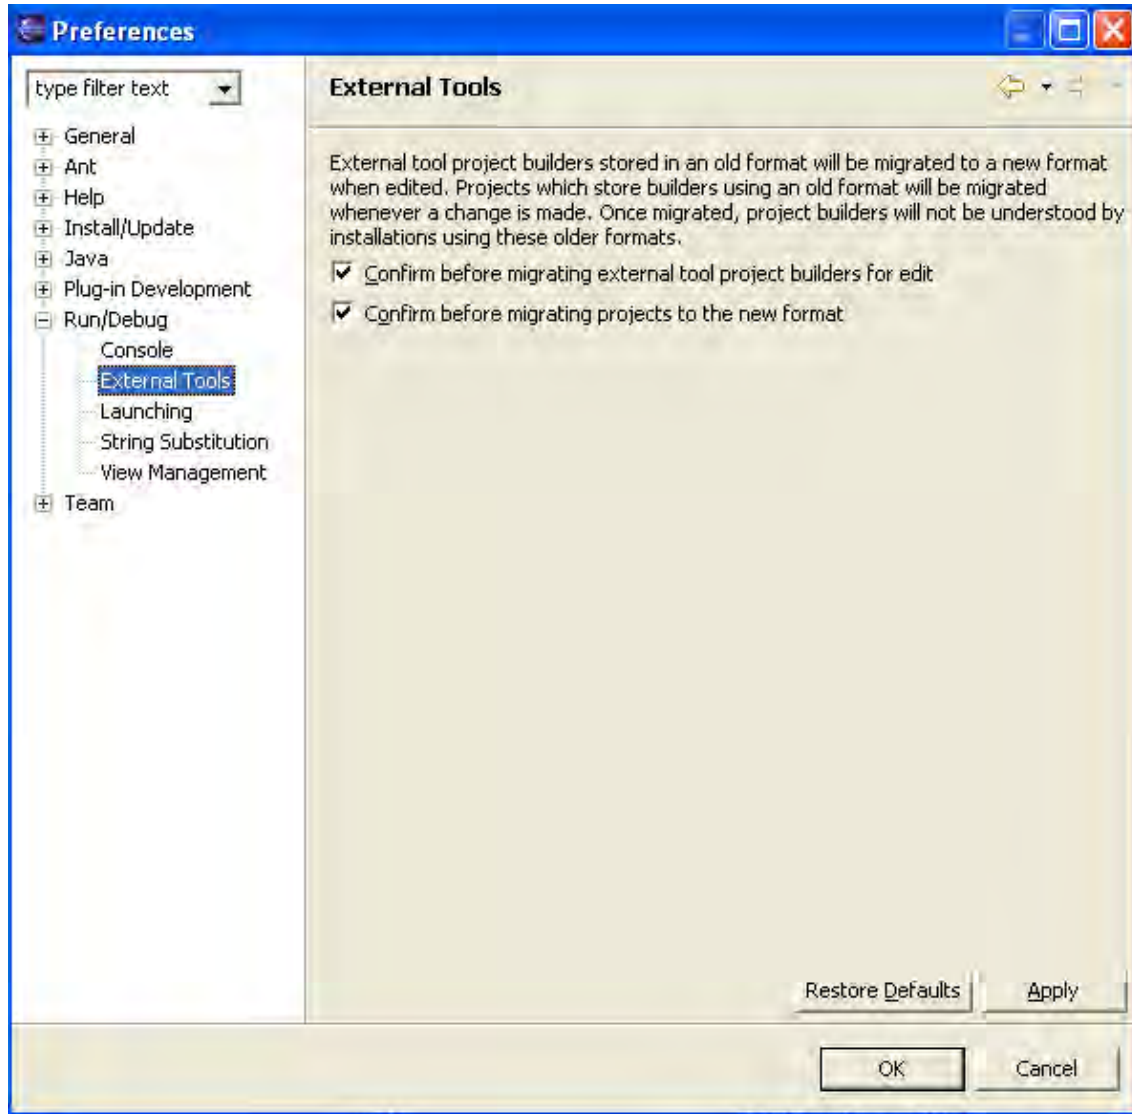 Preferences
type filter text
General
Ant
Help
Install/Update
Java
Plug-in Development
Run/Debug
Console
External Tools
Launching
String Substitution
View Management
Team
External Tools
External tool project builders stored in an old format will be migrated to a new format
when edited. Projects which store builders using an old format will be migrated
whenever a change is made. Once migrated, project builders will not be understood by
installations using these older formats.
Confirm before migrating external tool project builders for edit
Confirm before migrating projects to the new format
Restore Defaults
Apply
OK
Cancel